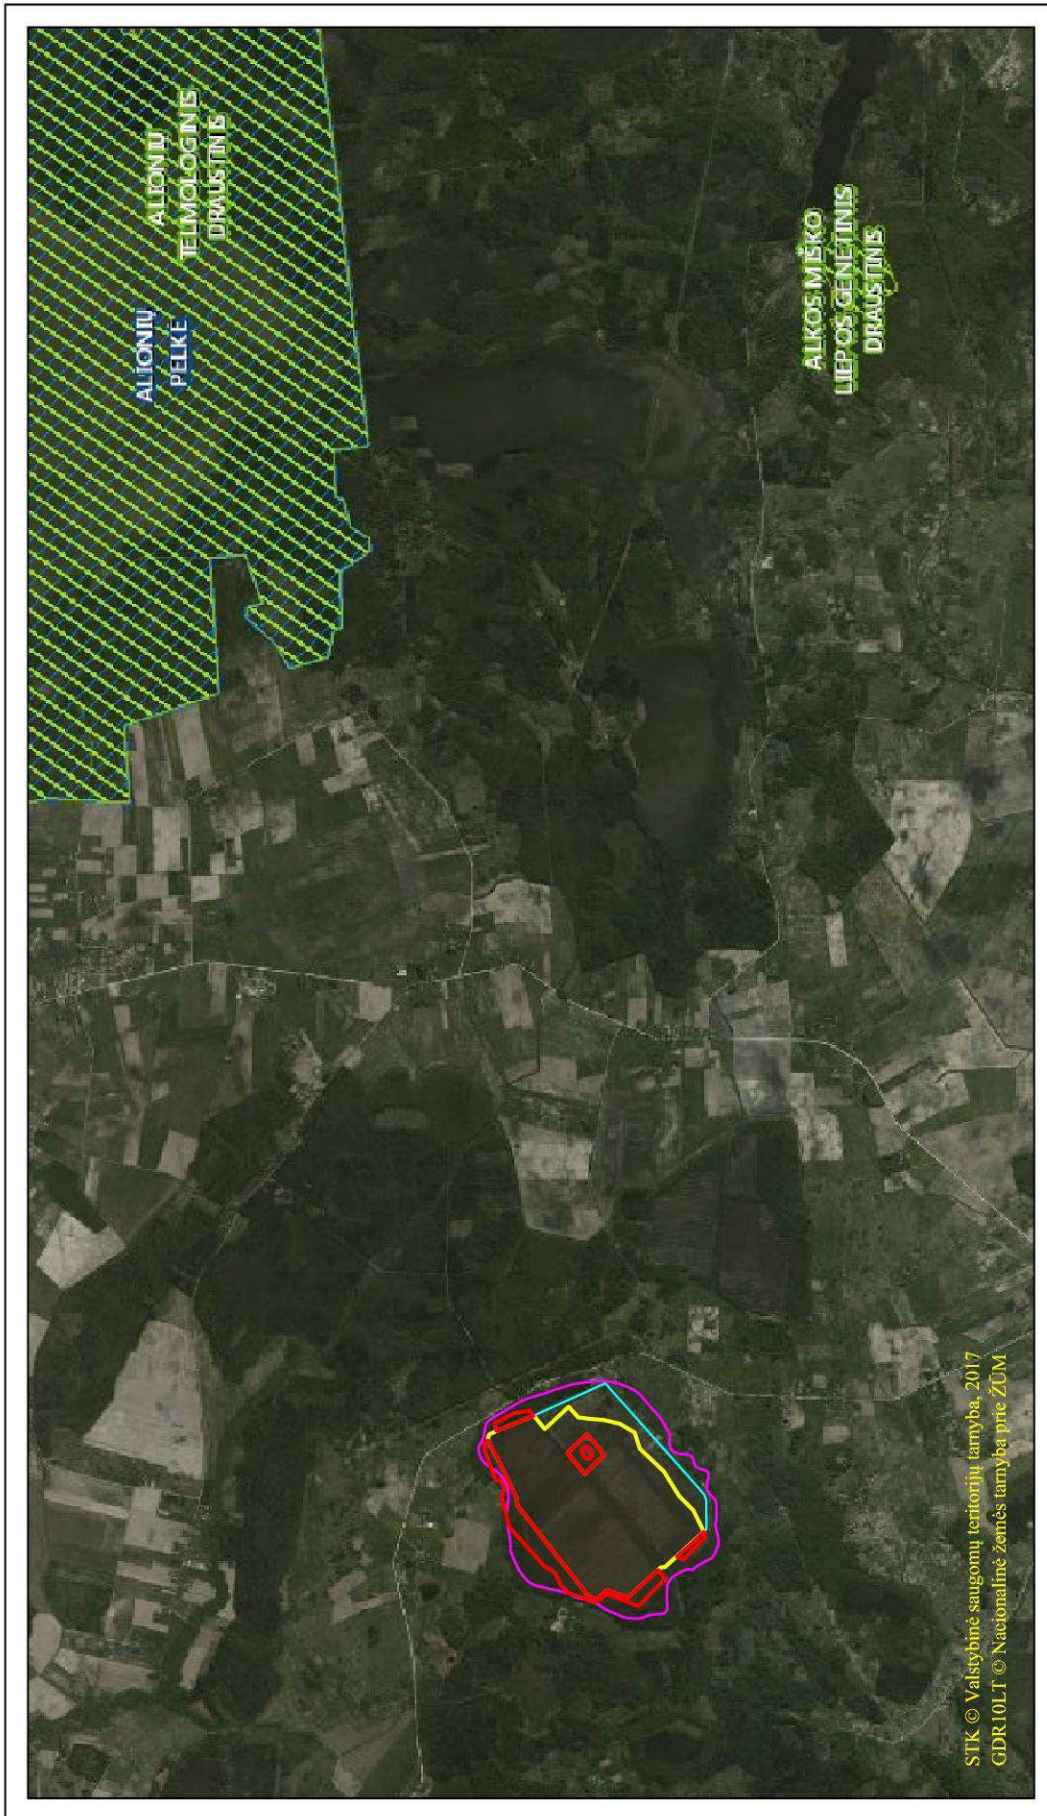 ALIONIŲ
TELMOLOGINIS
DRAUSTINIS
ALIONIŲ
PELKĖ
ALKOS MIŠKO
LIEPOS GENETINIS
DRAUSTINIS
STK © Valstybinė saugomų teritorijų tarnyba, 2017
GDR10LT © Nacionalinė žemės tarnyba prie ŽŪM